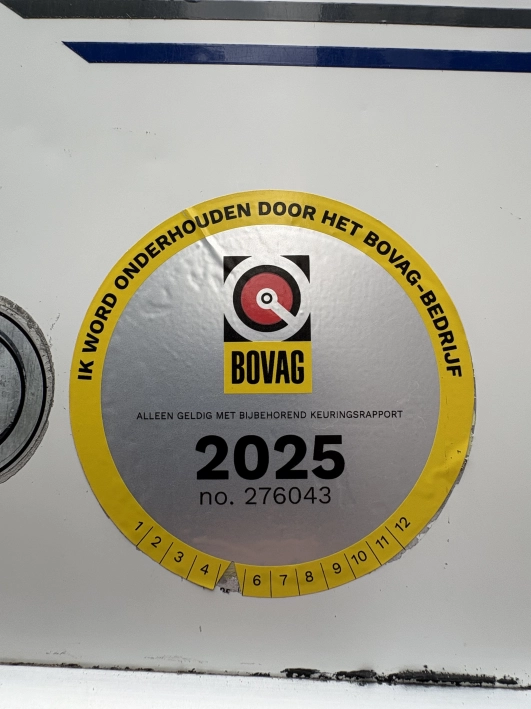 IK WORD ONDERHOUDEN DOOR HET BOVAG-BEDRIJF
BOVAG
ALLEEN GELDIG MET BIJBEHOREND KEURINGSRAPPORT
2025
no. 276043
1 2 3 4 6 7 8 9 10 11 12